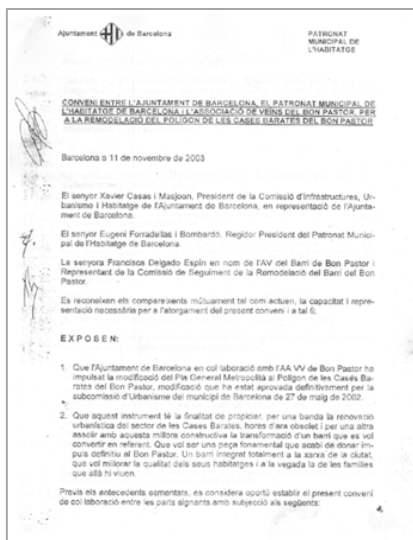 Ajuntament de Barcelona
PATRONAT
MUNICIPAL DE
L'HABITATGE
CONVENI ENTRE L'AJUNTAMENT DE BARCELONA, EL PATRONAT MUNICIPAL DE
L'HABITATGE DE BARCELONA I L'ASSOCIACIÓ DE VEÏNS DEL BON PASTOR, PER
A LA REMODELACIÓ DEL POLÍGON DE LES CASES BARATES DEL BON PASTOR
Barcelona a 11 de novembre de 2003
El senyor Xavier Casas i Masjoan, President de la Comissió d'Infrastructures, Ur-
banisme i Habitatge de l'Ajuntament de Barcelona, en representació de l'Ajunta-
ment de Barcelona.
El senyor Eugeni Forradellas i Bombardó, Regidor President del Patronat Munici-
pal de l'Habitatge de Barcelona.
La senyora Francisca Delgado Espín en nom de l'AV del Barri de Bon Pastor i
Representant de la Comissió de Seguiment de la Remodelació del Barri del Bon
Pastor.
Es reconeixen els compareixents mútuament tal com actuen, la capacitat i repre-
sentació necessària per a l'atorgament del present conveni i a tal fi;
EXPOSEN:
1. Que l'Ajuntament de Barcelona en col·laboració amb l'AA VV de Bon Pastor ha
impulsat la modificació del Pla General Metropolità al Polígon de les Cases Ba-
rates del Bon Pastor, modificació que ha estat aprovada definitivament per la
subcomissió d'Urbanisme del municipi de Barcelona de 27 de maig de 2002.
2. Que aquest instrument té la finalitat de propiciar, per una banda la renovació
urbanística del sector de les Cases Barates, hores d'ara obsolet i per una altra
assolir amb aquesta millora constructiva la transformació d'un barri que es vol
convertir en referent. Que vol ser una peça fonamental que acabi de donar im-
puls definitiu al Bon Pastor. Un barri integrat totalment a la xarxa de la ciutat,
que vol millorar la qualitat dels seus habitatges i a la vegada la de les famílies
que allà hi viuen.
Previs els antecedents esmentats, es considera oportú establir el present conveni
de col·laboració entre les parts signants amb subjecció als següents: